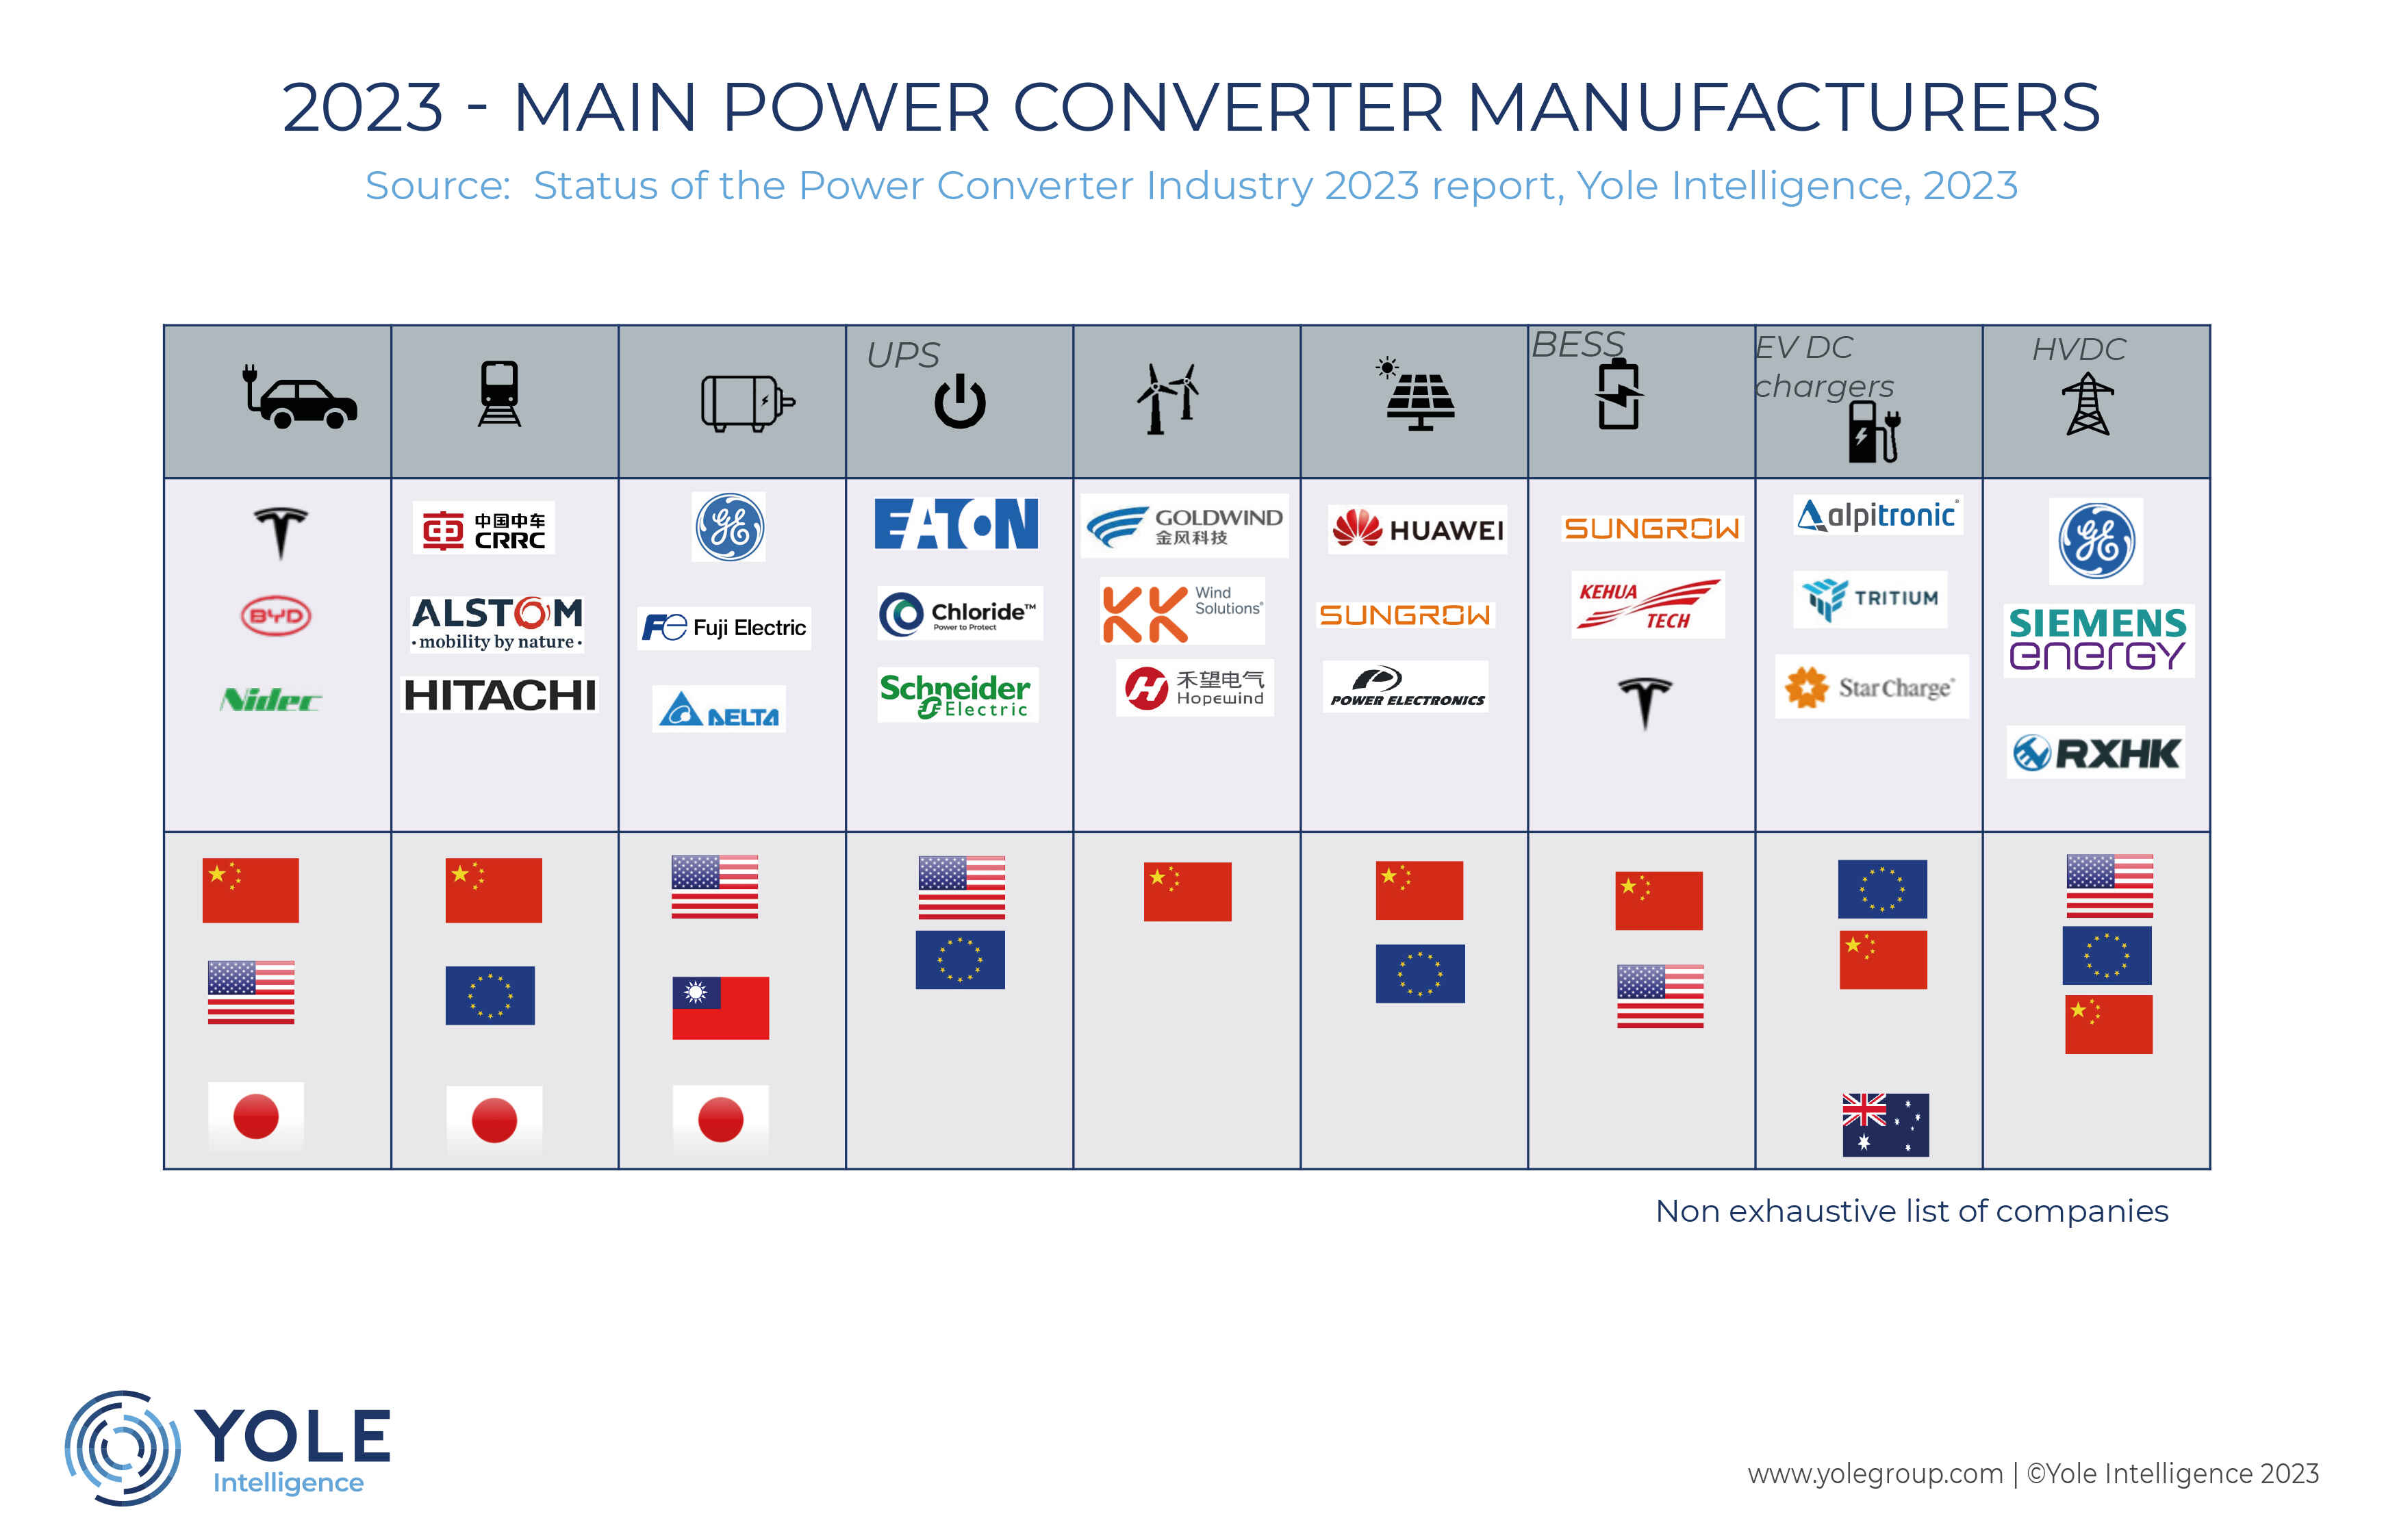 2023 - MAIN POWER CONVERTER MANUFACTURERS
Source: Status of the Power Converter Industry 2023 report, Yole Intelligence, 2023
UPS
BESS
EV DC
chargers
HVDC
BYD
Nidec
中国中车
CRRC
ALSTOM
• mobility by nature •
HITACHI
GE
Fe Fuji Electric
DELTA
EATON
Chloride™
Power to Protect
Schneider
Electric
GOLDWIND
金风科技
KK
KK
Wind
Solutions®
禾望电气
Hopewind
HUAWEI
SUNGROW
POWER ELECTRONICS
SUNGROW
KEHUA
TECH
alpitronic®
TRITIUM
Star Charge®
GE
SIEMENS
energy
RXHK
Non exhaustive list of companies
YOLE
Intelligence
www.yolegroup.com | ©Yole Intelligence 2023